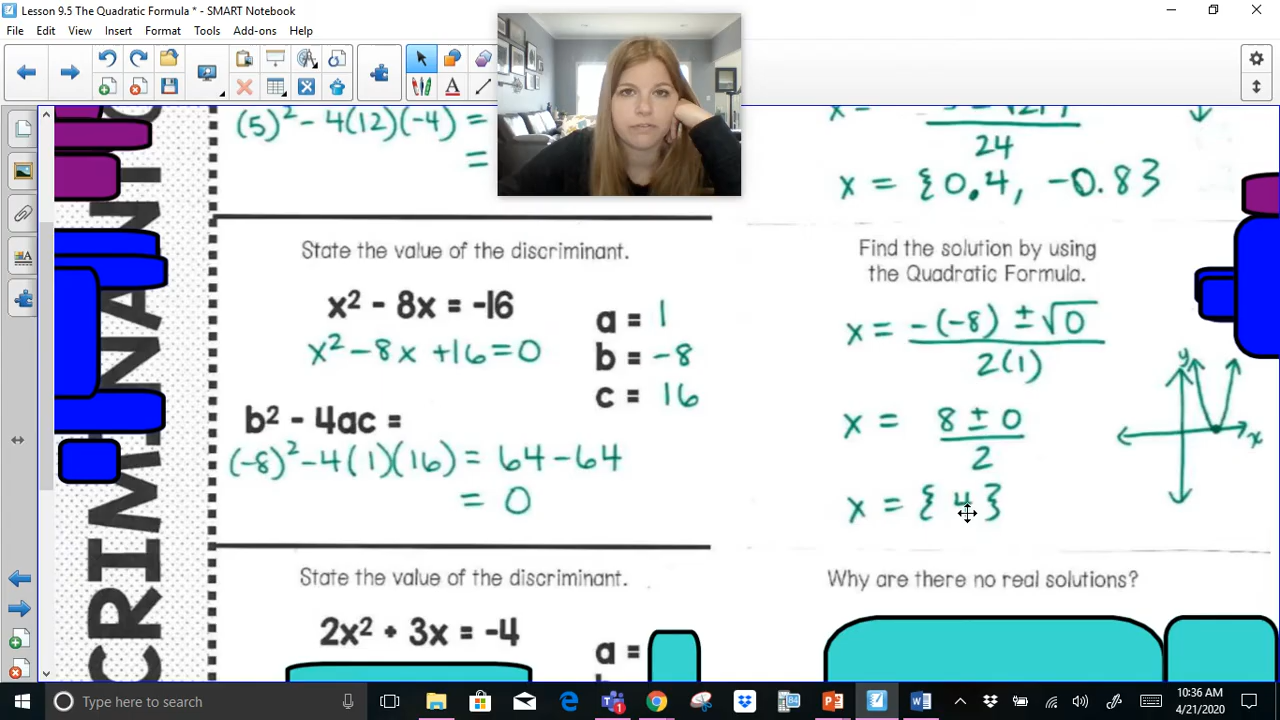 Lesson 9.5 The Quadratic Formula * - SMART Notebook
File Edit View Insert Format Tools Add-ons Help
(5)² - 4(12)(-4) =
=
24
x = {0.4, -0.8}
State the value of the discriminant.
x² - 8x = -16
x² - 8x + 16 = 0
a = 1
b = -8
c = 16
b² - 4ac =
(-8)² - 4(1)(16) = 64 - 64
= 0
Find the solution by using
the Quadratic Formula.
x = -(-8) ± √0
2(1)
x = 8 ± 0
2
x = {4}
y
x
State the value of the discriminant.
2x² + 3x = -4
a =
Why are there no real solutions?
Type here to search
10:36 AM
4/21/2020